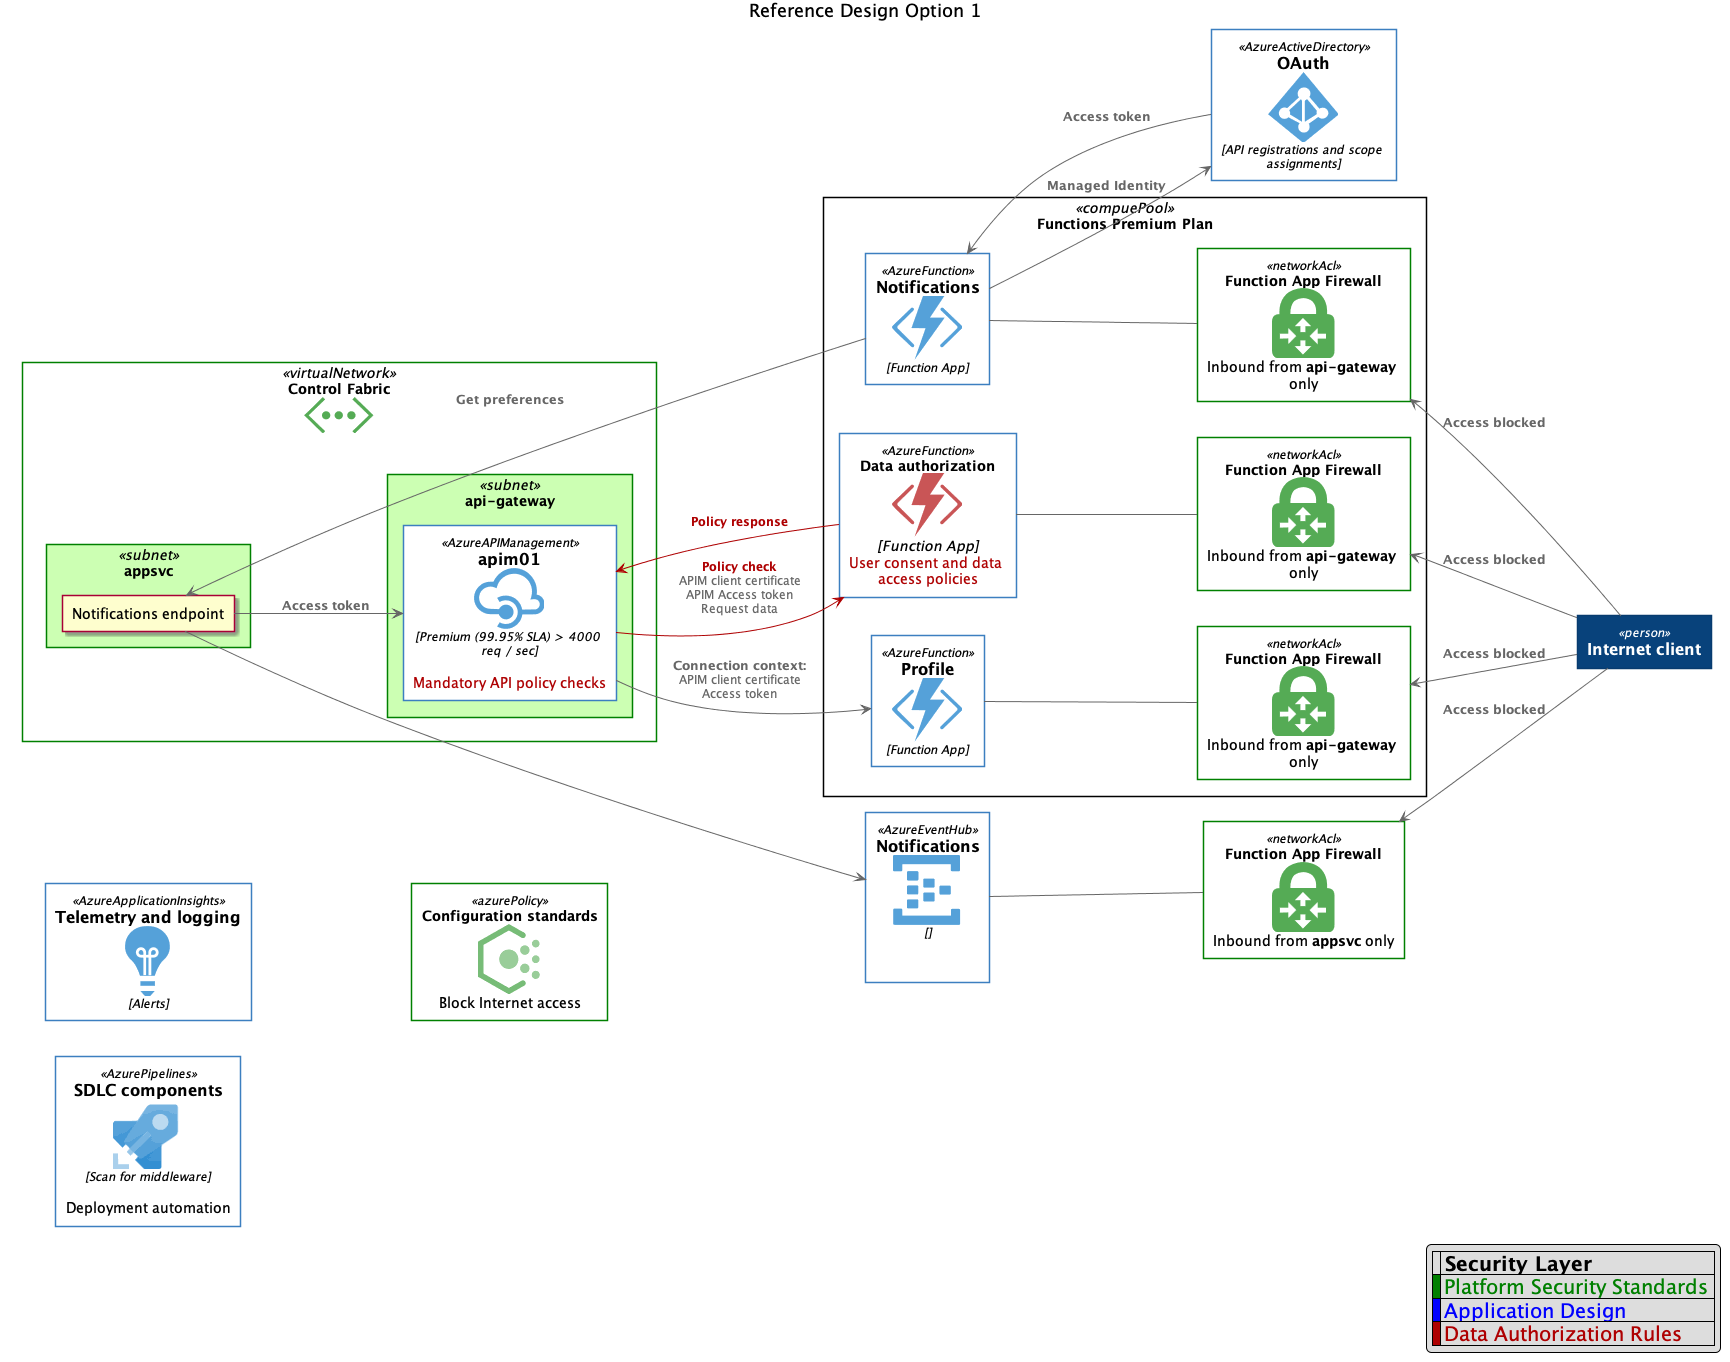 Reference Design Option 1
«AzureActiveDirectory»
OAuth
[API registrations and scope
assignments]
Access token
Managed Identity
«compuePool»
Functions Premium Plan
«AzureFunction»
Notifications
[Function App]
«networkAcl»
Function App Firewall
Inbound from api-gateway
only
«virtualNetwork»
Control Fabric
Get preferences
Access blocked
«AzureFunction»
Data authorization
[Function App]
User consent and data
access policies
«networkAcl»
Function App Firewall
Inbound from api-gateway
only
«subnet»
api-gateway
«AzureAPIManagement»
apim01
[Premium (99.95% SLA) > 4000
req / sec]
Mandatory API policy checks
«subnet»
appsvc
Notifications endpoint
Access token
Policy response
Policy check
APIM client certificate
APIM Access token
Request data
Access blocked
«person»
Internet client
Connection context:
APIM client certificate
Access token
«AzureFunction»
Profile
[Function App]
«networkAcl»
Function App Firewall
Inbound from api-gateway
only
Access blocked
Access blocked
«AzureEventHub»
Notifications
[]
«networkAcl»
Function App Firewall
Inbound from appsvc only
«AzureApplicationInsights»
Telemetry and logging
[Alerts]
«azurePolicy»
Configuration standards
Block Internet access
«AzurePipelines»
SDLC components
[Scan for middleware]
Deployment automation
Security Layer
Platform Security Standards
Application Design
Data Authorization Rules